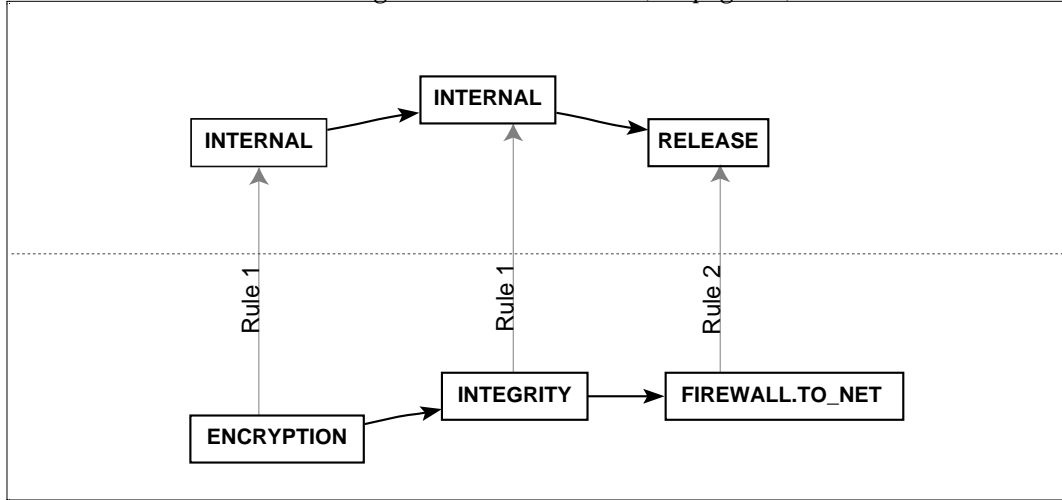 INTERNAL
INTERNAL
RELEASE
Rule 1
Rule 1
Rule 2
INTEGRITY
FIREWALL.TO_NET
ENCRYPTION